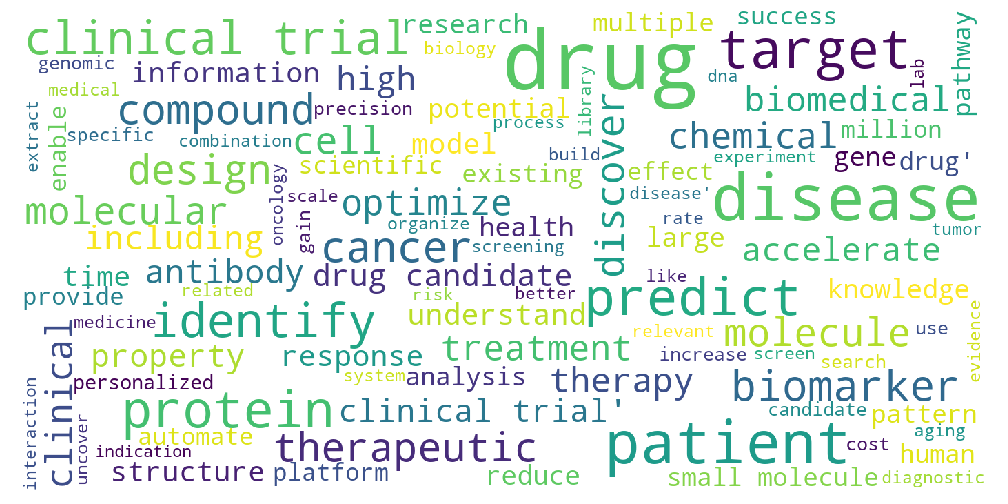 clinical trial
research
multiple
success
biology
drug
target
pathway
genomic
information
high
dna
lab
medical
compound
precision
potential
library
biomedical
extract
enable
specific
combination
cell
process
model
discover
chemical
million
build
experiment
gene
drug'
design
scientific
existing
effect
disease'
disease
oncology
scale
gain
optimize
molecular
organize
health
rate
tumor
including
cancer
screening
large
accelerate
time
antibody
drug candidate
like
provide
related
risk
better
predict
knowledge
medicine
identify
understand
relevant
molecule
use
evidence
clinical
property
response
treatment
increase
screen
search
personalized
system
analysis
therapy
biomarker
interaction
protein
clinical trial'
candidate
pattern
uncover
automate
aging
indication
therapeutic
patient
cost
human
structure
platform
reduce
small molecule
diagnostic